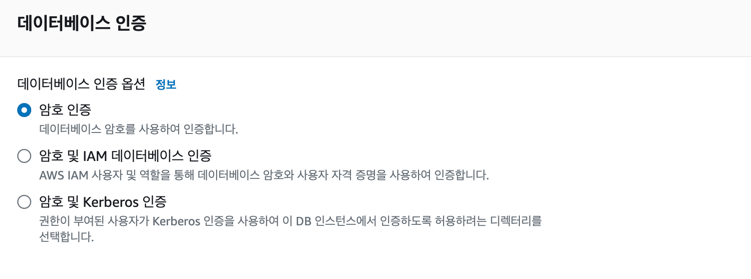 데이터베이스 인증
데이터베이스 인증 옵션 정보
암호 인증
데이터베이스 암호를 사용하여 인증합니다.
암호 및 IAM 데이터베이스 인증
AWS IAM 사용자 및 역할을 통해 데이터베이스 암호와 사용자 자격 증명을 사용하여 인증합니다.
암호 및 Kerberos 인증
권한이 부여된 사용자가 Kerberos 인증을 사용하여 이 DB 인스턴스에서 인증하도록 허용하려는 디렉터리를
선택합니다.